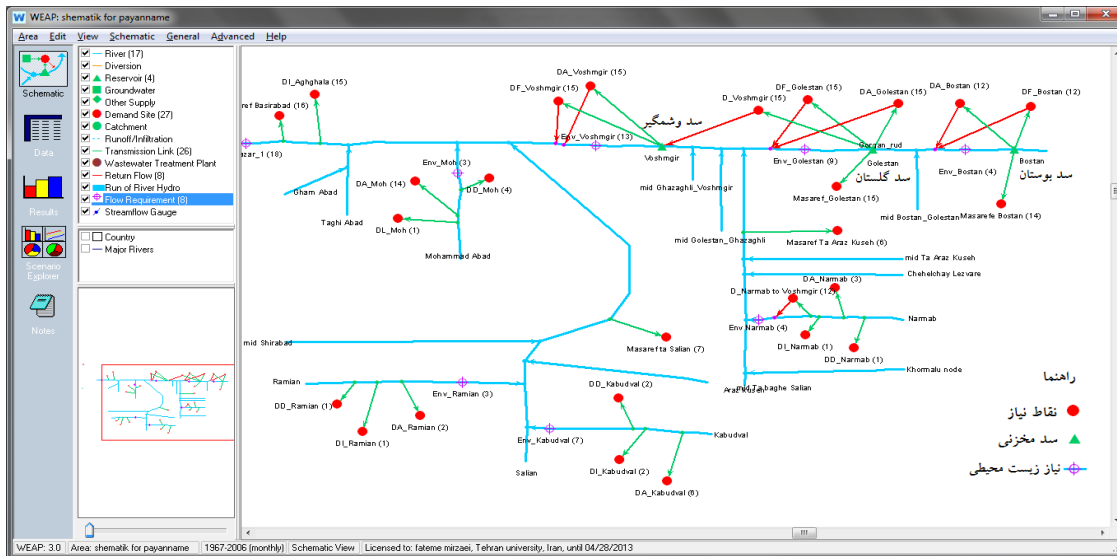 WEAP: shematik for payanname
Area Edit View Schematic General Advanced Help
Schematic
Data
Results
Scenario
Explorer
Notes
River (17)
Diversion
Reservoir (4)
Groundwater
Other Supply
Demand Site (27)
Catchment
Runoff/Infiltration
Transmission Link (26)
Wastewater Treatment Plant
Return Flow (8)
Run of River Hydro
Flow Requirement (8)
Streamflow Gauge
Country
Major Rivers
DI_Aghghala (15)
ref Basirabad (16)
azar_1 (18)
DA_Voshmgir (15)
DF_Voshmgir (15)
D_Voshmgir (15)
DF_Golestan (15)
DA_Golestan (15)
DA_Bostan (12)
DF_Bostan (12)
سد وشمگیر
Env_Voshmgir (13)
Voshmgir
Env_Golestan (9)
Gorgan_rud
Golestan
سد گلستان
Env_Bostan (4)
Bostan
سد بوستان
Env_Moh (3)
DA_Moh (14)
DD_Moh (4)
DL_Moh (1)
Gham Abad
Taghi Abad
Mohammad Abad
mid Ghazaghli_Voshmgir
mid Golestan_Ghazaghli
Masaref_Golestan (15)
mid Bostan_Golestan
Masarefe Bostan (14)
Masaref Ta Araz Kuseh (6)
mid Ta Araz Kuseh
Chehelchay Lezvare
DA_Narmab (3)
D_Narmab to Voshmgir (12)
Env_Narmab (4)
Narmab
DI_Narmab (1)
DD_Narmab (1)
Khormalu node
mid Ta baghe Salian
Araz Kuseh
mid Shirabad
Masaref ta Salian (7)
Ramian
DD_Ramian (1)
DI_Ramian (1)
DA_Ramian (2)
Env_Ramian (3)
DD_Kabudval (2)
Env_Kabudval (7)
Kabudval
Salian
DI_Kabudval (2)
DA_Kabudval (6)
راهنما
نقاط نیاز
سد مخزنی
نیاز زیست محیطی
WEAP: 3.0 Area: shematik for payanname 1967-2006 (monthly) Schematic View Licensed to: fateme mirzaei, Tehran university, Iran, until 04/28/2013